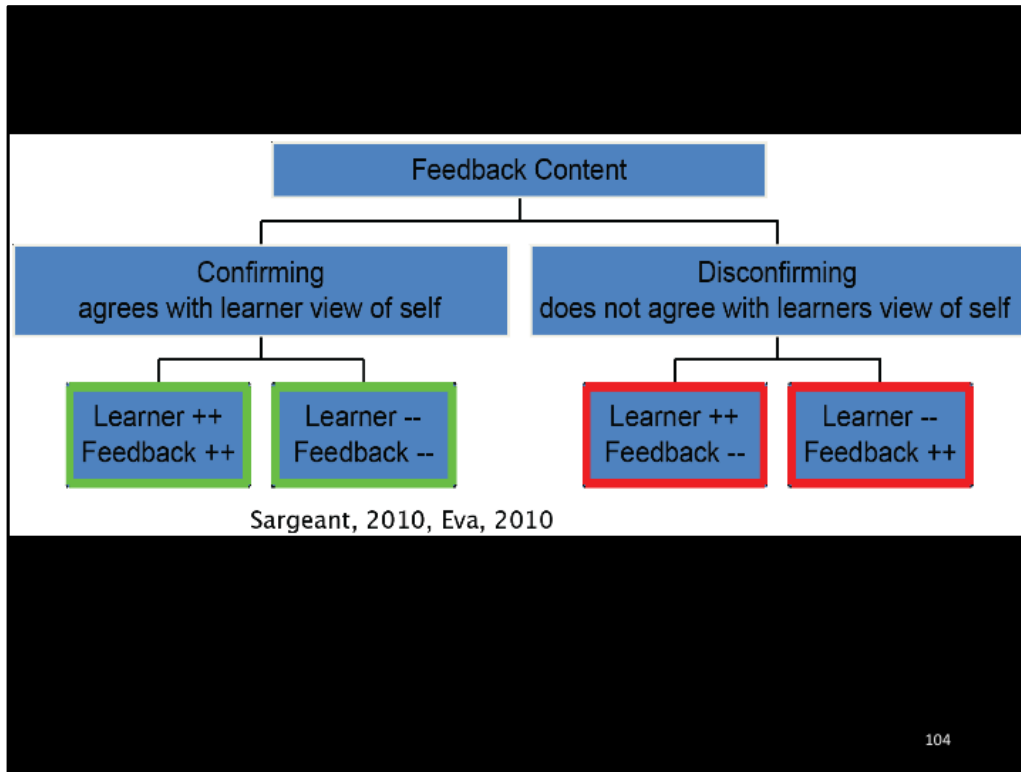 Feedback Content
Confirming
agrees with learner view of self
Disconfirming
does not agree with learners view of self
Learner ++
Feedback ++
Learner --
Feedback --
Learner ++
Feedback --
Learner --
Feedback ++
Sargeant, 2010, Eva, 2010
104